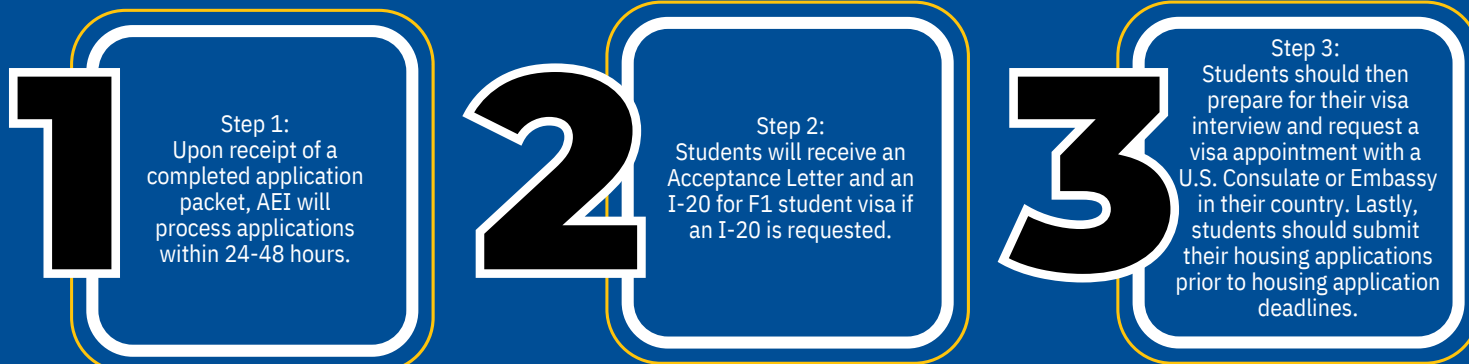 1
Step 1:
Upon receipt of a
completed application
packet, AEI will
process applications
within 24-48 hours.
2
Step 2:
Students will receive an
Acceptance Letter and an
I-20 for F1 student visa if
an I-20 is requested.
3
Step 3:
Students should then
prepare for their visa
interview and request a
visa appointment with a
U.S. Consulate or Embassy
in their country. Lastly,
students should submit
their housing applications
prior to housing application
deadlines.